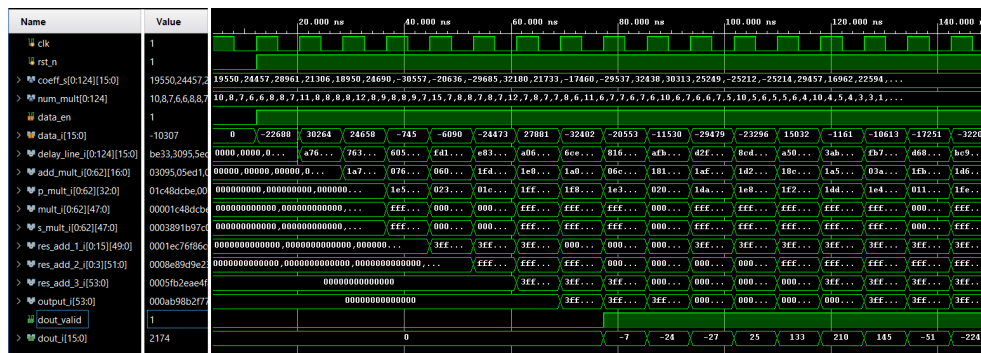 Name Value 20.000 ns 40.000 ns 60.000 ns 80.000 ns 100.000 ns 120.000 ns 140.000
clk 1
rst_n 1
coeff_s[0:124][15:0] 19550,24457,2 19550,24457,28961,21306,18950,24690,-30557,-20636,-29685,32180,21733,-17460,-29537,32438,30313,25249,-25212,-25214,29457,16962,22594,...
num_mult[0:124] 10,8,7,6,6,8,8,7 10,8,7,6,6,8,8,7,11,8,8,8,8,12,8,9,8,8,9,7,15,7,8,8,7,8,7,12,7,8,7,7,8,6,11,6,7,6,7,10,7,6,6,7,6,7,5,10,5,6,5,5,6,4,10,4,5,4,3,3,1,...
data_en 1
data_i[15:0] -10307 0 -22688 30264 24658 -745 -6090 -24473 27881 -32402 -20553 -11530 -29479 -23296 15032 -1161 -10613 -17251 -3220
delay_line_i[0:124][15:0] be33,3095,5ec 0000,0000,0... a76... 763... 605... fd1... e83... a06... 6ce... 816... afb... d2f... 8cd... a50... 3ab... fb7... d68... bc9...
add_mult_i[0:62][16:0] 03095,05ed1,0 00000,00000,00000,0... 1a7... 076... 060... 1fd... 1e8... 1a0... 06c... 181... 1af... 1d2... 18c... 1a5... 03a... 1fb... 1d6...
p_mult_i[0:62][32:0] 01c48dcbe,00 000000000,000000000,000000... 1e5... 023... 01c... 1ff... 1f8... 1e3... 020... 1da... 1e8... 1f2... 1dd... 1e4... 011... 1fe...
mult_i[0:62][47:0] 00001c48dcbe 000000000000,000000000000,... fff... 000... 000... fff... fff... fff... 000... fff... fff... fff... fff... fff... 000... fff...
s_mult_i[0:62][47:0] 0003891b97c0 000000000000,000000000000,... fff... 000... 000... fff... fff... fff... 000... fff... fff... fff... fff... fff... 000... fff...
res_add_1_i[0:15][49:0] 0001ec76f86c 0000000000000,0000000000000,000000... 3ff... 3ff... 3ff... 000... 000... 000... 3ff... 3ff... 3ff... 3ff... 3ff... 3ff...
res_add_2_i[0:3][51:0] 0008e89d9e23 0000000000000,0000000000000,0000000000000,... fff... fff... fff... 000... 000... 000... 000... fff... fff... fff... fff...
res_add_3_i[53:0] 0005fb2eae4f 00000000000000 3ff... 3ff... 3ff... 000... 000... 000... 000... 3ff... 3ff...
output_i[53:0] 000ab98b2f77 00000000000000 3ff... 3ff... 3ff... 000... 000... 000... 000... 3ff... 3ff...
dout_valid 1
dout_i[15:0] 2174 0 -7 -24 -27 25 133 210 145 -51 -224